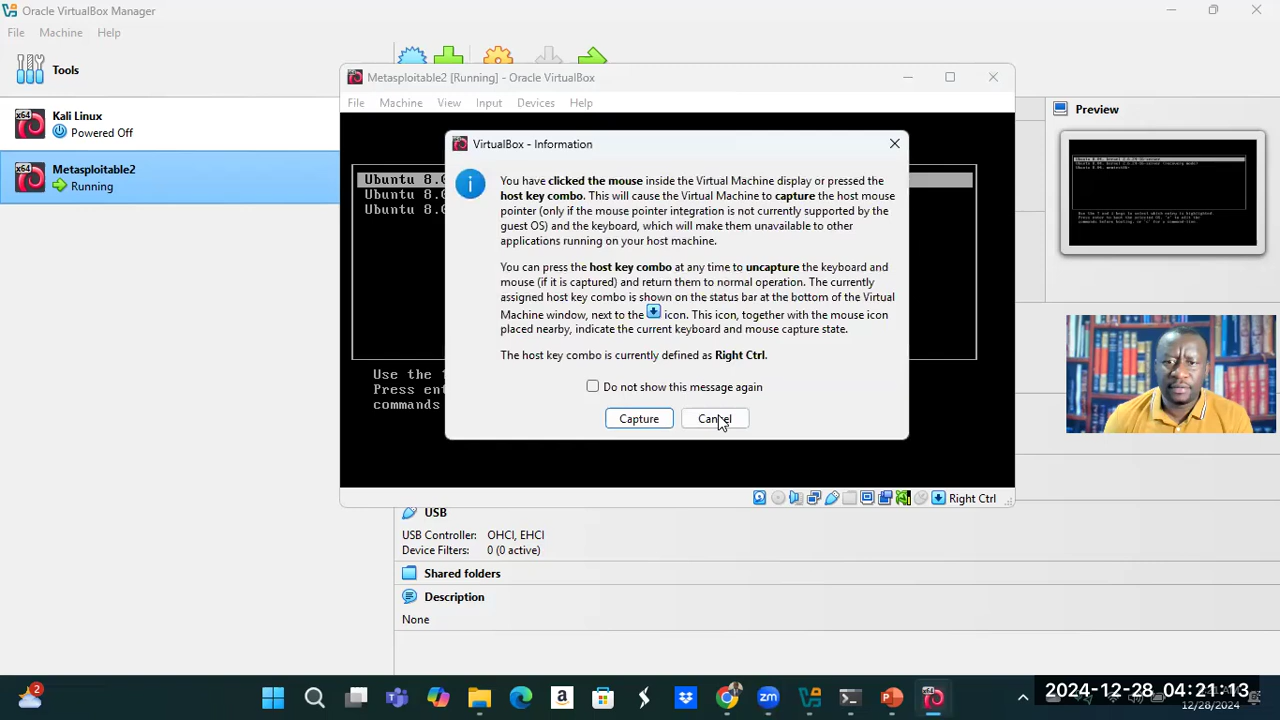 Oracle VirtualBox Manager
File Machine Help
Tools
Kali Linux
Powered Off
Metasploitable2
Running
Metasploitable2 [Running] - Oracle VirtualBox
File Machine View Input Devices Help
Ubuntu 8.0
Ubuntu 8.0
Ubuntu 8.0
Press ent
commands
VirtualBox - Information
You have clicked the mouse inside the Virtual Machine display or pressed the
host key combo. This will cause the Virtual Machine to capture the host mouse
pointer (only if the mouse pointer integration is not currently supported by the
guest OS) and the keyboard, which will make them unavailable to other
applications running on your host machine.
You can press the host key combo at any time to uncapture the keyboard and
mouse (if it is captured) and return them to normal operation. The currently
assigned host key combo is shown on the status bar at the bottom of the Virtual
Machine window, next to the icon. This icon, together with the mouse icon
placed nearby, indicate the current keyboard and mouse capture state.
The host key combo is currently defined as Right Ctrl.
Do not show this message again
Capture Cancel
Right Ctrl
Preview
USB
USB Controller: OHCI, EHCI
Device Filters: 0 (0 active)
Shared folders
Description
None
2024-12-28 04:21:13
12/28/2024